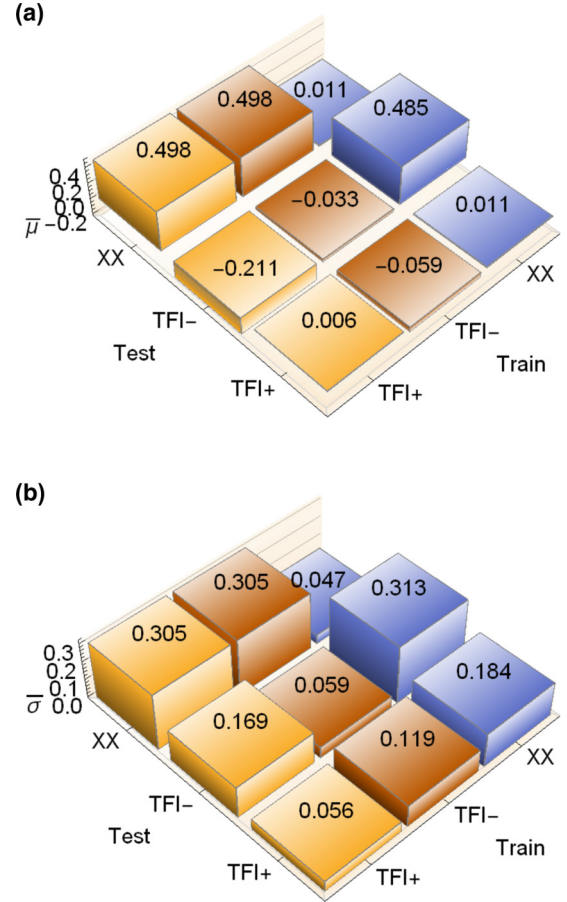 (a)
0.011
0.498
0.485
0.498
−0.033
0.011
0.4
0.2
0.0
−0.2
μ̅
−0.211
−0.059
XX
XX
0.006
TFI−
TFI−
Test
Train
TFI+
TFI+
(b)
0.305
0.047
0.313
0.305
0.059
0.184
0.3
0.2
0.1
0.0
σ̅
0.169
0.119
XX
XX
0.056
TFI−
TFI−
Test
Train
TFI+
TFI+